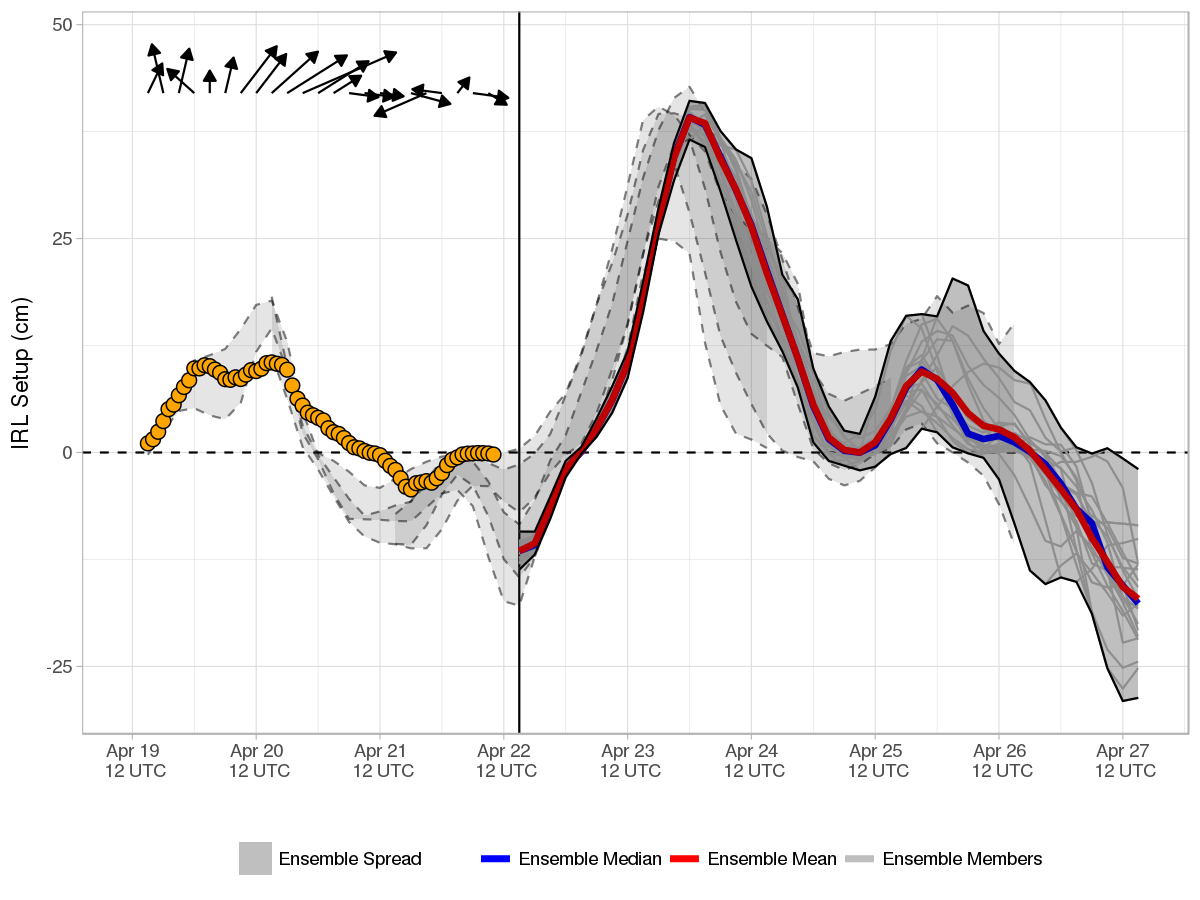 50
25
0
-25
IRL Setup (cm)
Apr 19 Apr 20 Apr 21 Apr 22 Apr 23 Apr 24 Apr 25 Apr 26 Apr 27
12 UTC 12 UTC 12 UTC 12 UTC 12 UTC 12 UTC 12 UTC 12 UTC 12 UTC
Ensemble Spread Ensemble Median Ensemble Mean Ensemble Members